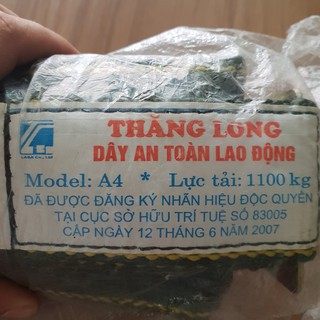 THĂNG LONG
DÂY AN TOÀN LAO ĐỘNG
Model: A4 * Lực tải: 1100 kg
ĐÃ ĐƯỢC ĐĂNG KÝ NHÃN HIỆU ĐỘC QUYỀN
TẠI CỤC SỞ HỮU TRÍ TUỆ SỐ 83005
CẤP NGÀY 12 THÁNG 6 NĂM 2007